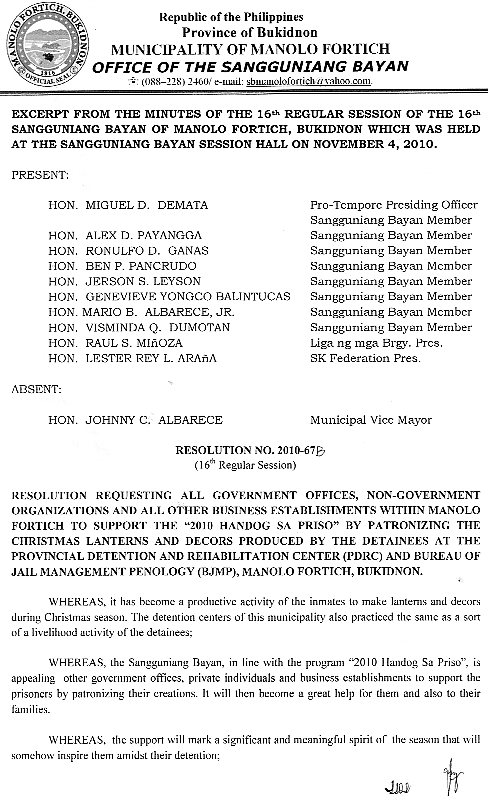 MANOLO FORTICH, BUKIDNON
1916
OFFICIAL SEAL
Republic of the Philippines
Province of Bukidnon
MUNICIPALITY OF MANOLO FORTICH
OFFICE OF THE SANGGUNIANG BAYAN
(088-228) 2460/ e-mail: sbmanolofortich@yahoo.com.
EXCERPT FROM THE MINUTES OF THE 16th REGULAR SESSION OF THE 16th
SANGGUNIANG BAYAN OF MANOLO FORTICH, BUKIDNON WHICH WAS HELD
AT THE SANGGUNIANG BAYAN SESSION HALL ON NOVEMBER 4, 2010.
PRESENT:
HON. MIGUEL D. DEMATA Pro-Tempore Presiding Officer
Sangguniang Bayan Member
HON. ALEX D. PAYANGGA Sangguniang Bayan Member
HON. RONULFO D. GANAS Sangguniang Bayan Member
HON. BEN P. PANCRUDO Sangguniang Bayan Member
HON. JERSON S. LEYSON Sangguniang Bayan Member
HON. GENEVIEVE YONGCO BALINTUCAS Sangguniang Bayan Member
HON. MARIO B. ALBARECE, JR. Sangguniang Bayan Member
HON. VISMINDA Q. DUMOTAN Sangguniang Bayan Member
HON. RAUL S. MIñOZA Liga ng mga Brgy. Pres.
HON. LESTER REY L. ARAñA SK Federation Pres.
ABSENT:
HON. JOHNNY C. ALBARECE Municipal Vice Mayor
RESOLUTION NO. 2010-67B
(16th Regular Session)
RESOLUTION REQUESTING ALL GOVERNMENT OFFICES, NON-GOVERNMENT
ORGANIZATIONS AND ALL OTHER BUSINESS ESTABLISHMENTS WITHIN MANOLO
FORTICH TO SUPPORT THE “2010 HANDOG SA PRISO” BY PATRONIZING THE
CHRISTMAS LANTERNS AND DECORS PRODUCED BY THE DETAINEES AT THE
PROVINCIAL DETENTION AND REHABILITATION CENTER (PDRC) AND BUREAU OF
JAIL MANAGEMENT PENOLOGY (BJMP), MANOLO FORTICH, BUKIDNON.
WHEREAS, it has become a productive activity of the inmates to make lanterns and decors
during Christmas season. The detention centers of this municipality also practiced the same as a sort
of a livelihood activity of the detainees;
WHEREAS, the Sangguniang Bayan, in line with the program “2010 Handog Sa Priso”, is
appealing other government offices, private individuals and business establishments to support the
prisoners by patronizing their creations. It will then become a great help for them and also to their
families.
WHEREAS, the support will mark a significant and meaningful spirit of the season that will
somehow inspire them amidst their detention;